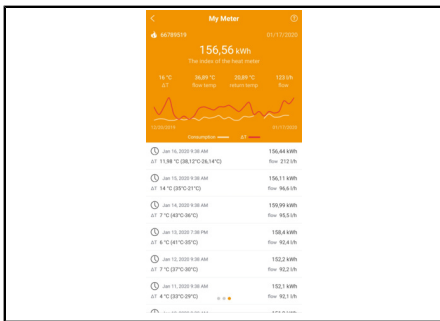 My Meter
66789519 01/17/2020
156,56 kWh
The index of the heat meter
16 °C 36,89 °C 20,89 °C 123 l/h
ΔT flow temp return temp flow
12/20/2019 01/17/2020
Consumption ΔT
Jan 16, 2020 9:38 AM 156,44 kWh
ΔT 11,98 °C (38,12°C-26,14°C) flow 212 l/h
Jan 15, 2020 9:38 AM 156,11 kWh
ΔT 14 °C (35°C-21°C) flow 96,6 l/h
Jan 14, 2020 9:38 AM 159,99 kWh
ΔT 7 °C (43°C-36°C) flow 95,5 l/h
Jan 13, 2020 7:38 PM 158,4 kWh
ΔT 6 °C (41°C-35°C) flow 92,4 l/h
Jan 12, 2020 9:38 AM 152,2 kWh
ΔT 7 °C (37°C-30°C) flow 92,2 l/h
Jan 11, 2020 9:38 AM 152,1 kWh
ΔT 4 °C (33°C-29°C) flow 92,1 l/h